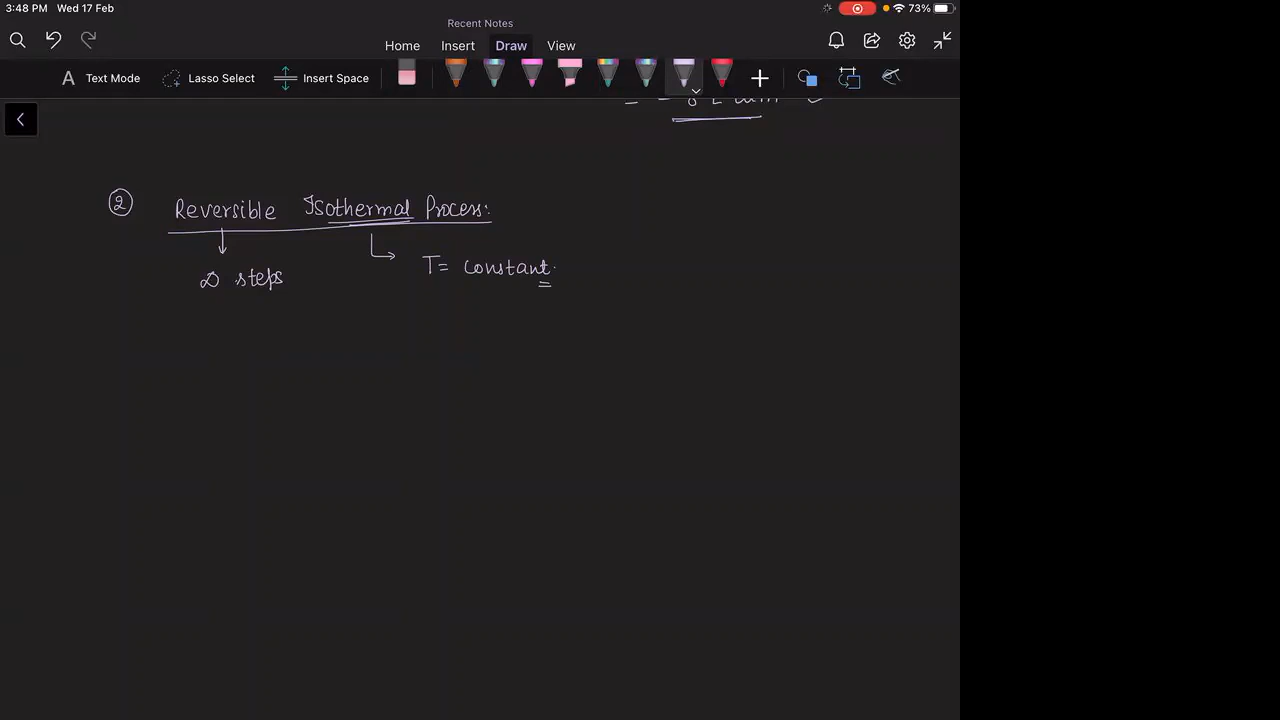 3:48 PM Wed 17 Feb
73%
Recent Notes
Home Insert Draw View
A Text Mode Lasso Select Insert Space
② Reversible Isothermal Process:
∞ steps
T= constant.